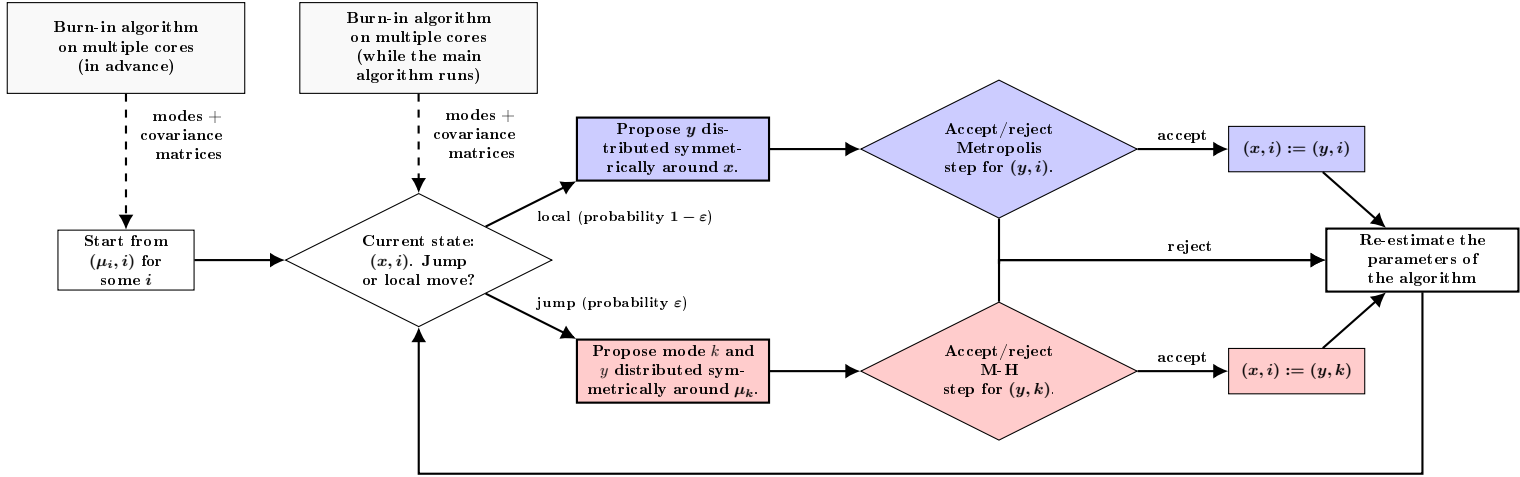 Burn-in algorithm
on multiple cores
(in advance)
Burn-in algorithm
on multiple cores
(while the main
algorithm runs)
modes +
covariance
matrices
modes +
covariance
matrices
Start from
(μᵢ, i) for
some i
Current state:
(x, i). Jump
or local move?
local (probability 1 − ε)
jump (probability ε)
Propose y dis-
tributed symmet-
rically around x.
Propose mode k and
y distributed sym-
metrically around μₖ.
Accept/reject
Metropolis
step for (y, i).
Accept/reject
M-H
step for (y, k).
accept
(x, i) := (y, i)
reject
accept
(x, i) := (y, k)
Re-estimate the
parameters of
the algorithm